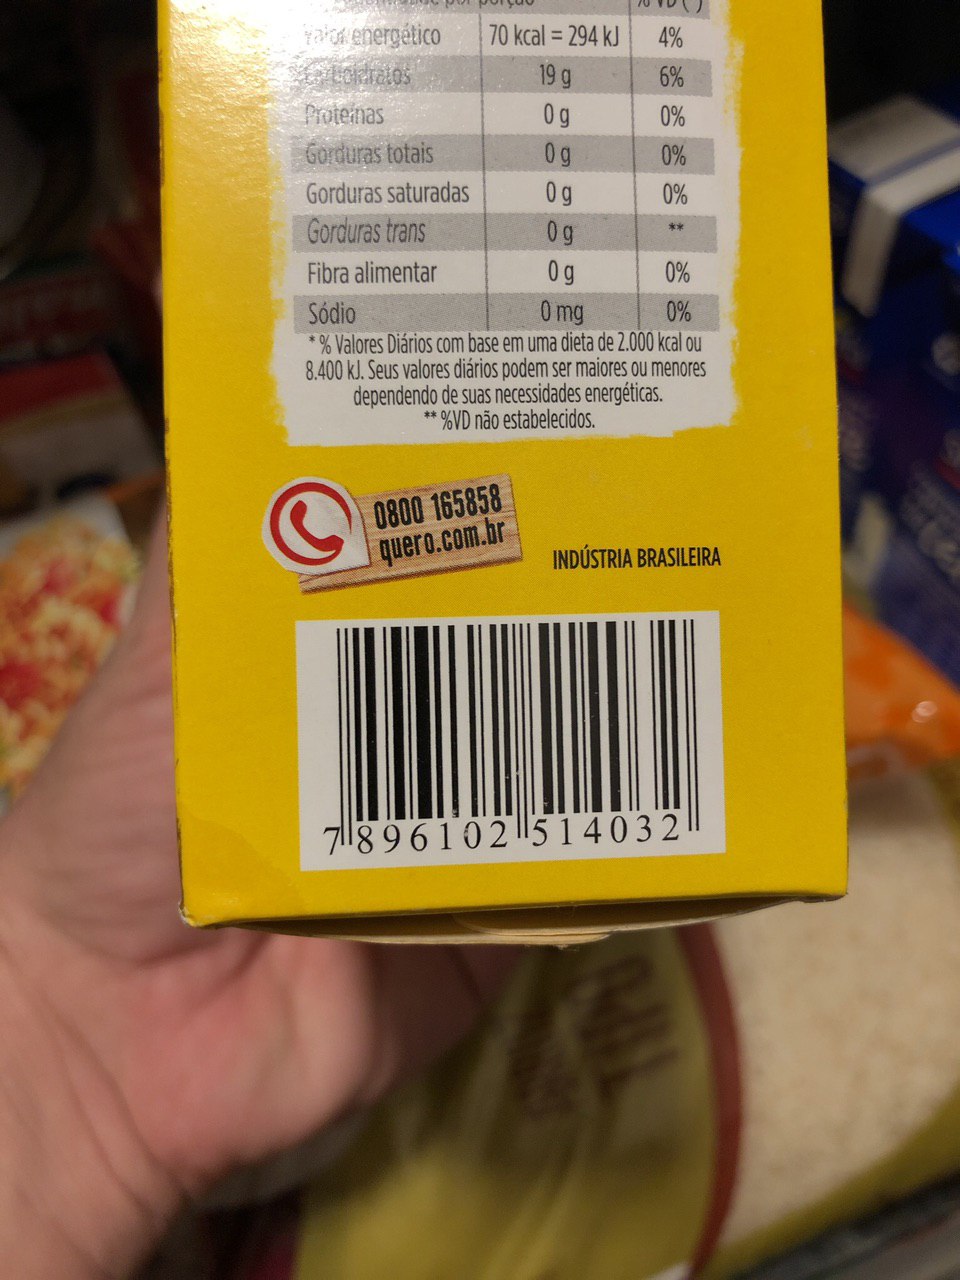 por porção % VD (*)
Valor energético 70 kcal = 294 kJ 4%
Carboidratos 19 g 6%
Proteínas 0 g 0%
Gorduras totais 0 g 0%
Gorduras saturadas 0 g 0%
Gorduras trans 0 g **
Fibra alimentar 0 g 0%
Sódio 0 mg 0%
* % Valores Diários com base em uma dieta de 2.000 kcal ou
8.400 kJ. Seus valores diários podem ser maiores ou menores
dependendo de suas necessidades energéticas.
** %VD não estabelecidos.
0800 165858
quero.com.br
INDÚSTRIA BRASILEIRA
7 896102 514032